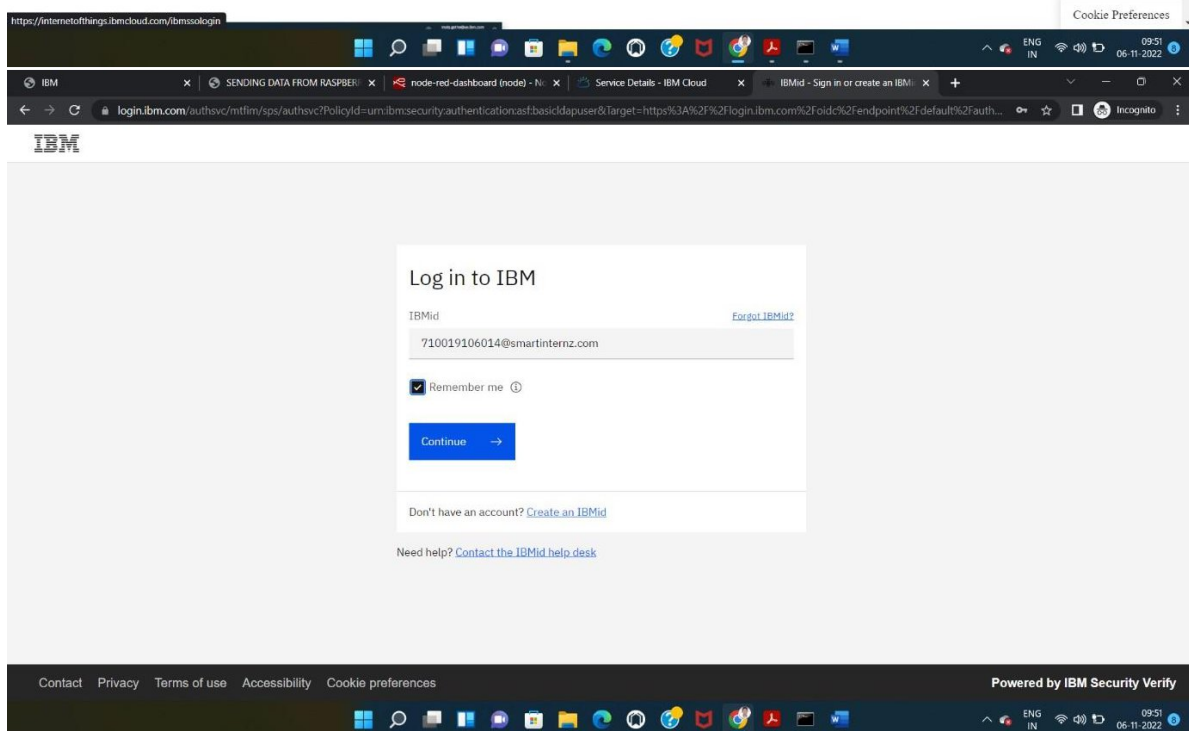 https://internetofthings.ibmcloud.com/ibmssologin
Cookie Preferences
ENG
IN
09:51
06-11-2022
IBM
SENDING DATA FROM RASPBER
node-red-dashboard (node) - No
Service Details - IBM Cloud
IBMid - Sign in or create an IBMi
login.ibm.com/authsvc/mtfim/sps/authsvc?PolicyId=urn:ibm:security:authentication:asf:basicldapuser&Target=https%3A%2F%2Flogin.ibm.com%2Foidc%2Fendpoint%2Fdefault%2Fauth...
Incognito
IBM
Log in to IBM
IBMid
Forgot IBMid?
710019106014@smartinternz.com
Remember me
Continue
Don't have an account? Create an IBMid
Need help? Contact the IBMid help desk
Contact Privacy Terms of use Accessibility Cookie preferences
Powered by IBM Security Verify
ENG
IN
09:51
06-11-2022